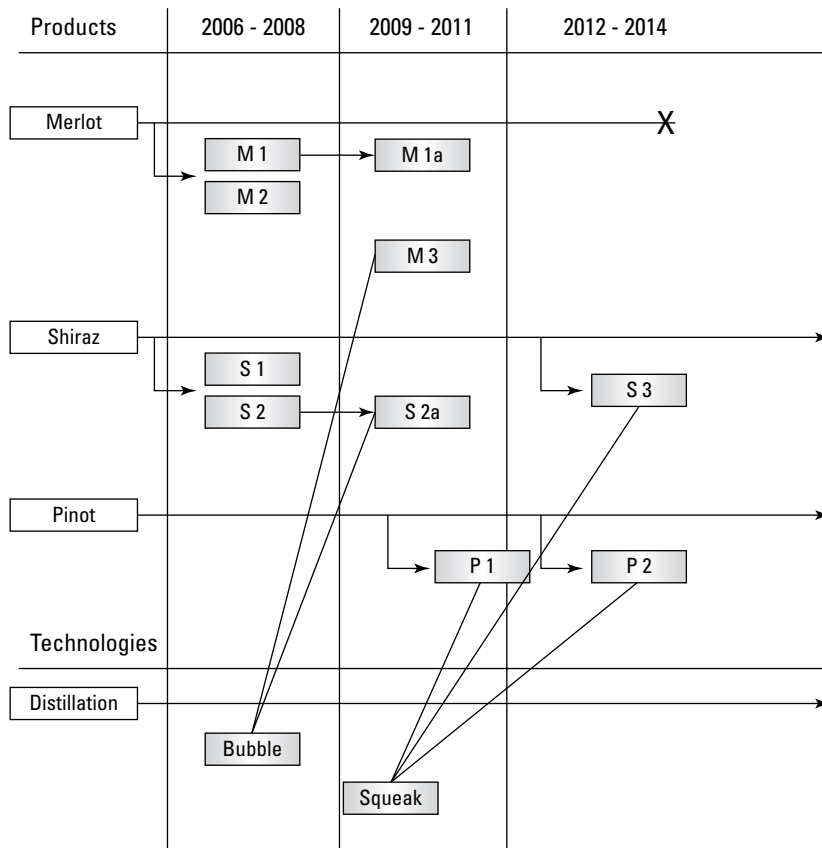 Products 2006 - 2008 2009 - 2011 2012 - 2014
Merlot X
M 1 M 1a
M 2
M 3
Shiraz
S 1
S 3
S 2 S 2a
Pinot
P 1 P 2
Technologies
Distillation
Bubble
Squeak